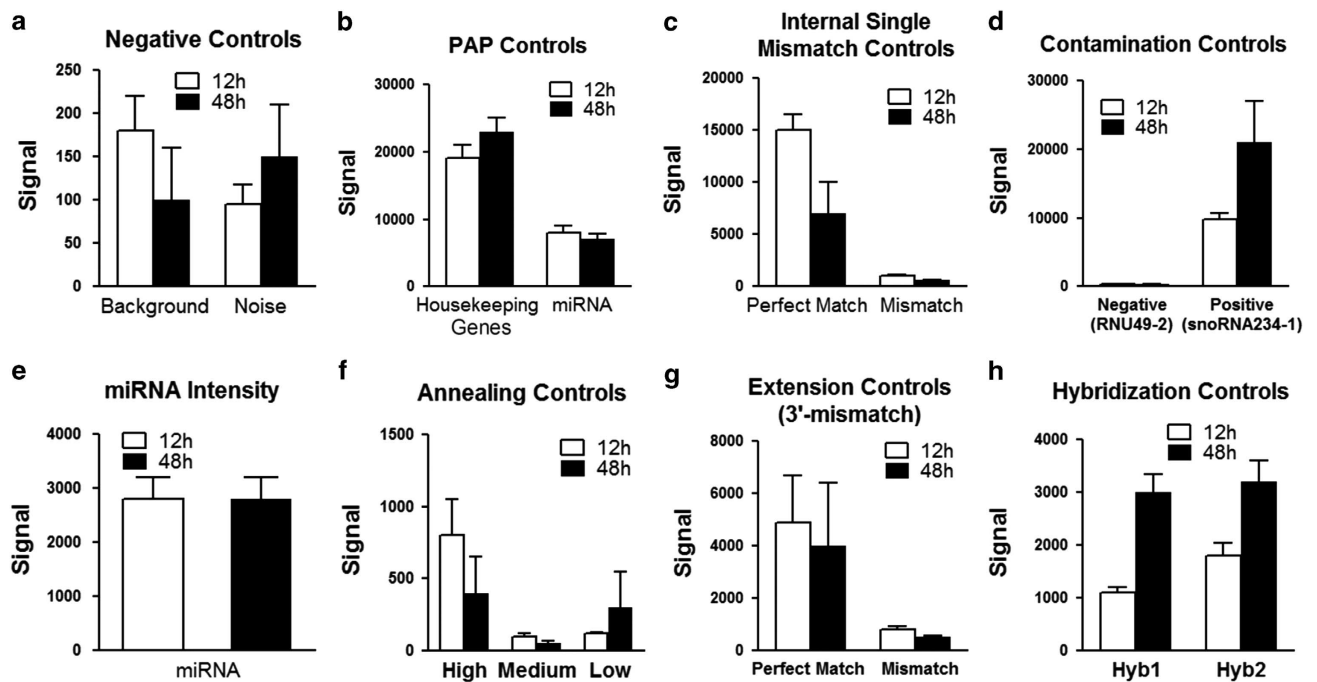 a
Negative Controls
Signal
250
200
150
100
50
0
12h
48h
Background
Noise
b
PAP Controls
Signal
30000
20000
10000
0
12h
48h
Housekeeping
Genes
miRNA
c
Internal Single
Mismatch Controls
Signal
20000
15000
10000
5000
0
12h
48h
Perfect Match
Mismatch
d
Contamination Controls
Signal
30000
20000
10000
0
12h
48h
Negative
(RNU49-2)
Positive
(snoRNA234-1)
e
miRNA Intensity
Signal
4000
3000
2000
1000
0
12h
48h
miRNA
f
Annealing Controls
Signal
1500
1000
500
0
12h
48h
High
Medium
Low
g
Extension Controls
(3'-mismatch)
Signal
8000
6000
4000
2000
0
12h
48h
Perfect Match
Mismatch
h
Hybridization Controls
Signal
4000
3000
2000
1000
0
12h
48h
Hyb1
Hyb2